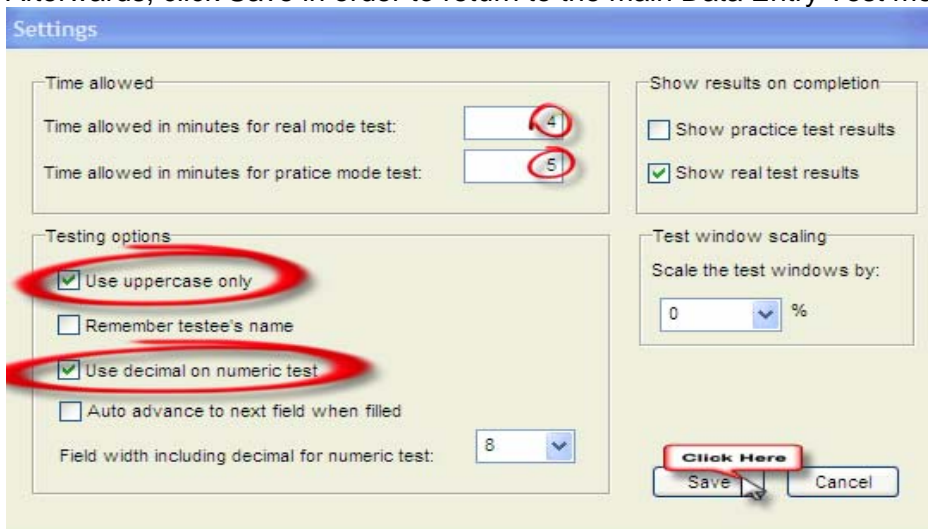 Afterwards, click Save in order to return to the main Data Entry Test
Settings
Time allowed
Time allowed in minutes for real mode test: 4
Time allowed in minutes for pratice mode test: 5
Show results on completion
Show practice test results
Show real test results
Testing options
Use uppercase only
Remember testee's name
Use decimal on numeric test
Auto advance to next field when filled
Field width including decimal for numeric test: 8
Test window scaling
Scale the test windows by:
0 %
Click Here
Save Cancel